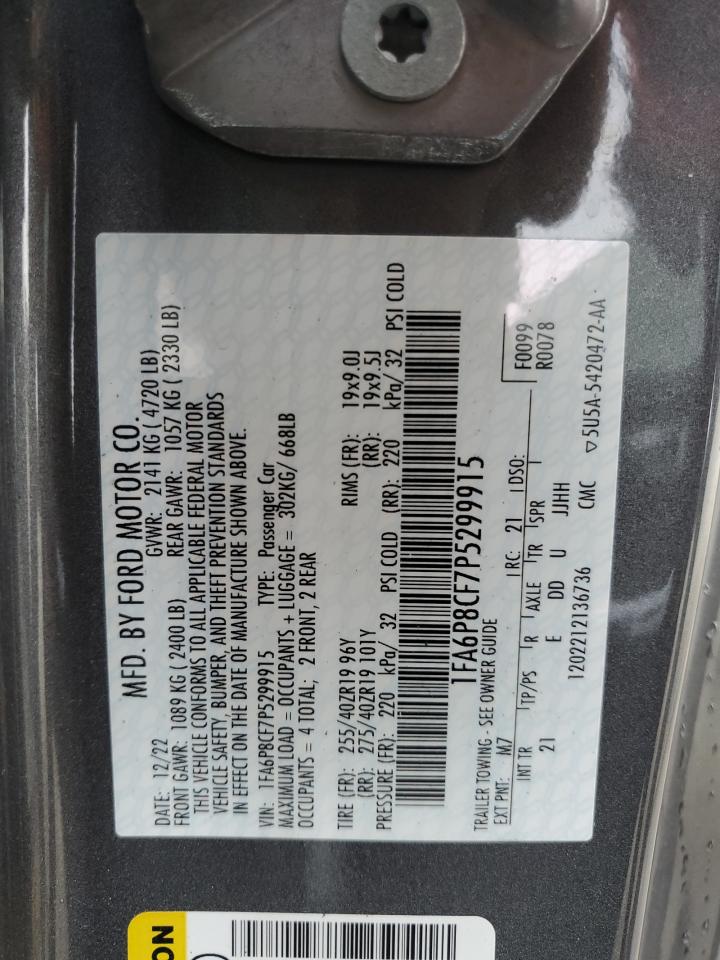 MFD. BY FORD MOTOR CO.
DATE: 12/22 GVWR: 2141 KG ( 4720 LB)
FRONT GAWR: 1089 KG ( 2400 LB) REAR GAWR: 1057 KG ( 2330 LB)
THIS VEHICLE CONFORMS TO ALL APPLICABLE FEDERAL MOTOR
VEHICLE SAFETY, BUMPER, AND THEFT PREVENTION STANDARDS
IN EFFECT ON THE DATE OF MANUFACTURE SHOWN ABOVE.
VIN: 1FA6P8CF7P5299915 TYPE: Passenger Car
MAXIMUM LOAD = OCCUPANTS + LUGGAGE = 302KG/ 668LB
OCCUPANTS = 4 TOTAL; 2 FRONT, 2 REAR
TIRE (FR): 255/40ZR19 96Y RIMS (FR): 19x9.0J
(RR): 275/40ZR19 101Y (RR): 19x9.5J
PRESSURE (FR): 220 kPa/ 32 PSI COLD (RR): 220 kPa/ 32 PSI COLD
1FA6P8CF7P5299915
TRAILER TOWING - SEE OWNER GUIDE
EXT PNT: M7 RC: 21 DSO: F0099
INT TR TP/PS R AXLE TR SPR R0078
21 E DD U JJHH
1202212136736 CMC ▽5U5A-5420472-AA
ON